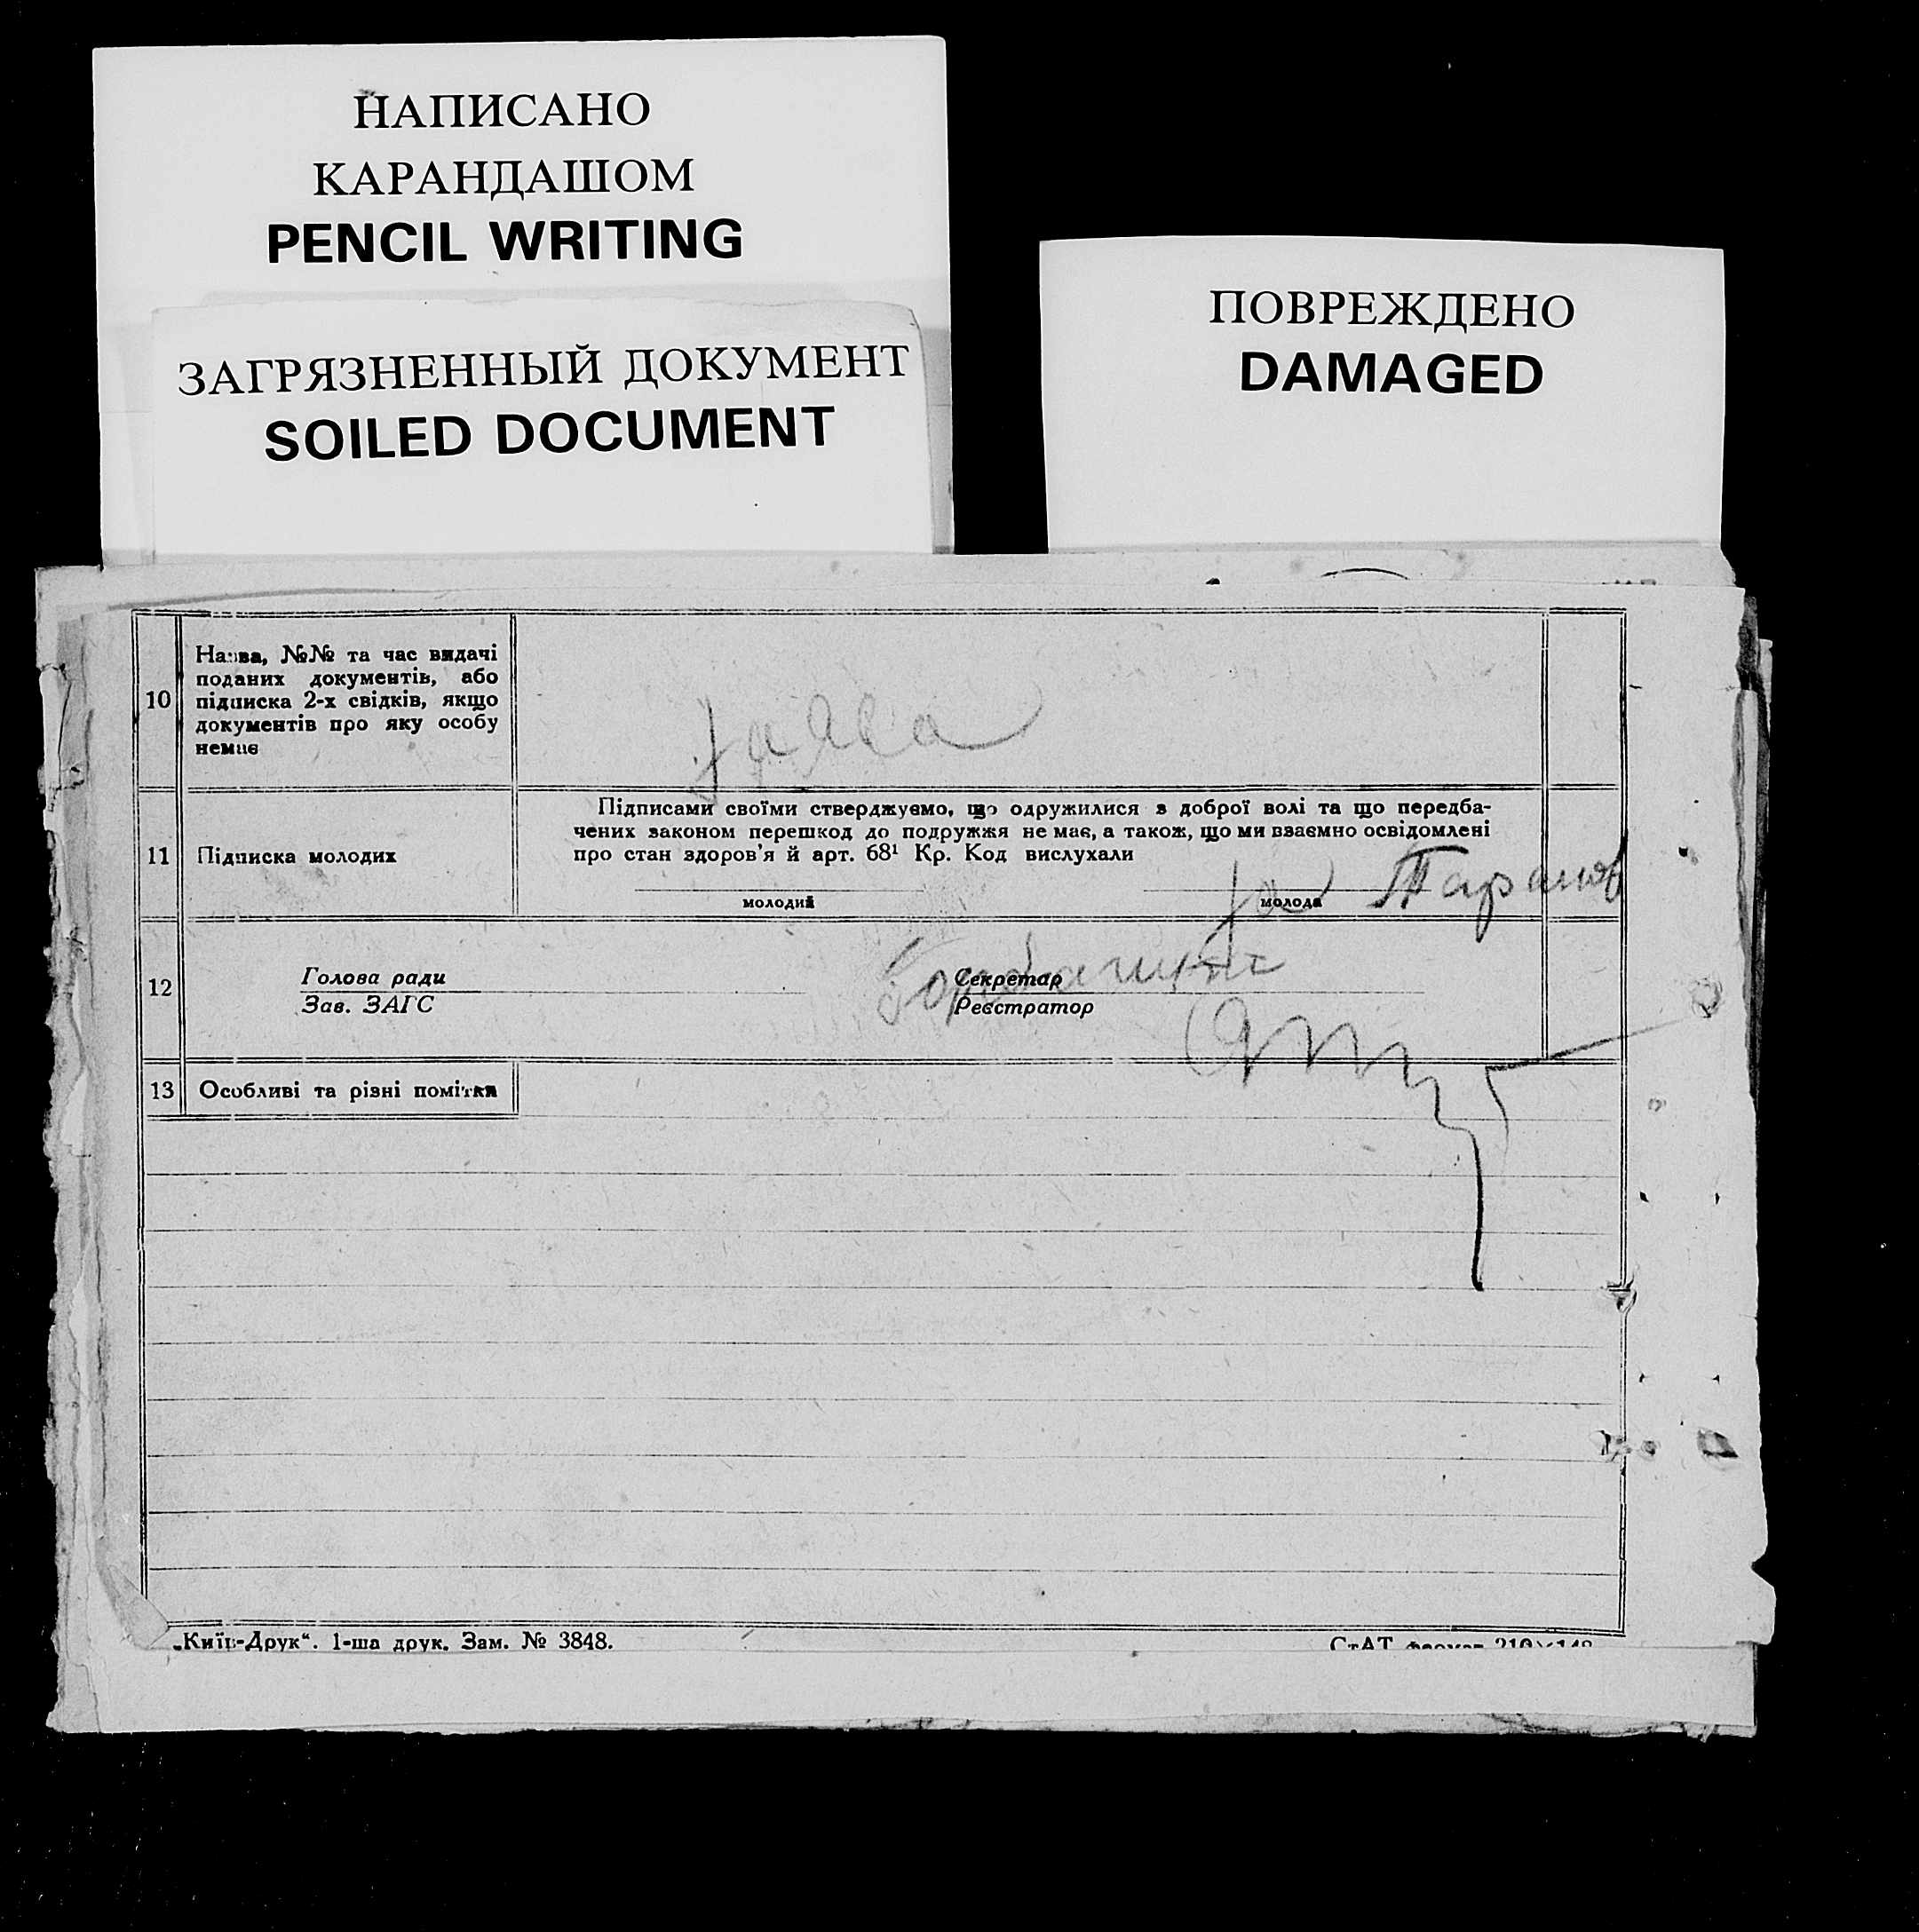 НАПИСАНО
КАРАНДАШОМ
PENCIL WRITING
ЗАГРЯЗНЕННЫЙ ДОКУМЕНТ
SOILED DOCUMENT
ПОВРЕЖДЕНО
DAMAGED
10
Назва, №№ та час видачі
поданих документів, або
підписка 2-х свідків, якщо
документів про яку особу
немає
11
Підписка молодих
Підписами своїми стверджуємо, що одружилися з доброї волі та що передба-
чених законом перешкод до подружжя не має, а також, що ми взаємно освідомлені
про стан здоров'я й арт. 68¹ Кр. Код вислухали
молодий
молода
12
Голова ради
Зав. ЗАГС
Секретар
Реєстратор
13
Особливі та різні помітки
„Київ-Друк“. 1-ша друк. Зам. № 3848.
СтАТ формат 210×148